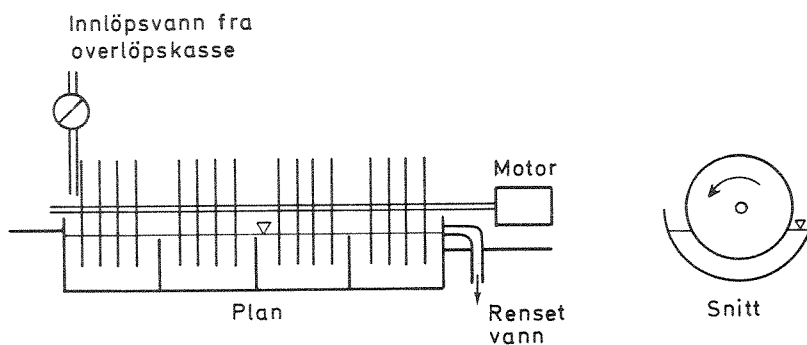 Innlöpsvann fra
overlöpskasse
Motor
Plan
Renset
vann
Snitt